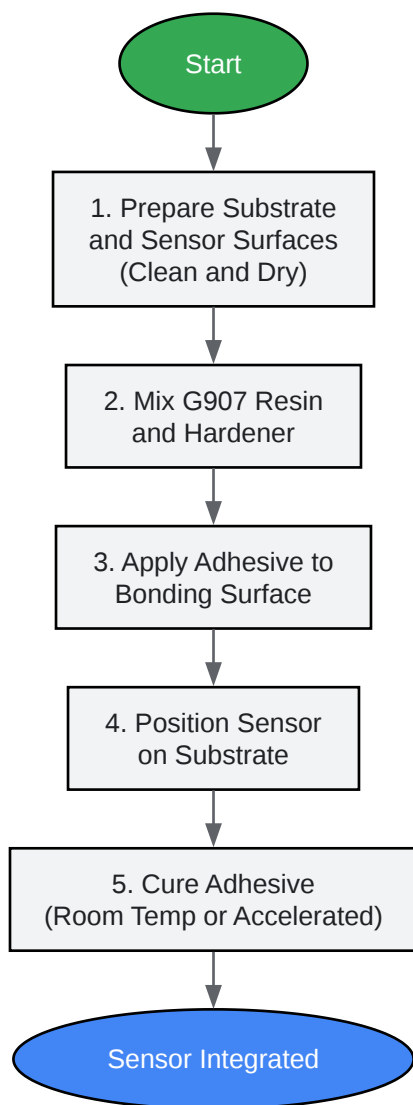 Start
1. Prepare Substrate
and Sensor Surfaces
(Clean and Dry)
2. Mix G907 Resin
and Hardener
3. Apply Adhesive to
Bonding Surface
4. Position Sensor
on Substrate
5. Cure Adhesive
(Room Temp or Accelerated)
Sensor Integrated